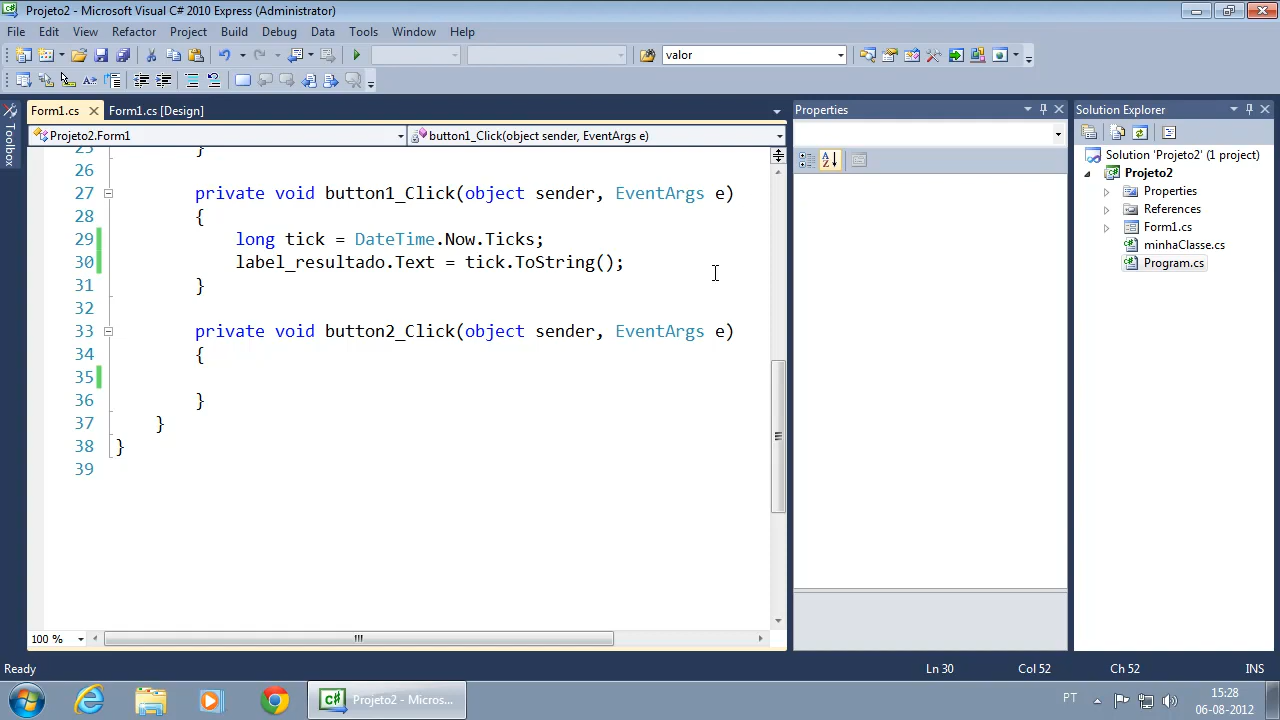 Projeto2 - Microsoft Visual C# 2010 Express (Administrator)
File Edit View Refactor Project Build Debug Data Tools Window Help
valor
Form1.cs Form1.cs [Design]
Projeto2.Form1 button1_Click(object sender, EventArgs e)
Toolbox
25 }
26
27 private void button1_Click(object sender, EventArgs e)
28 {
29 long tick = DateTime.Now.Ticks;
30 label_resultado.Text = tick.ToString();
31 }
32
33 private void button2_Click(object sender, EventArgs e)
34 {
35
36 }
37 }
38 }
39
100 %
Properties
Solution Explorer
Solution 'Projeto2' (1 project)
Projeto2
Properties
References
Form1.cs
minhaClasse.cs
Program.cs
Ready Ln 30 Col 52 Ch 52 INS
Projeto2 - Micros... PT 15:28
06-08-2012